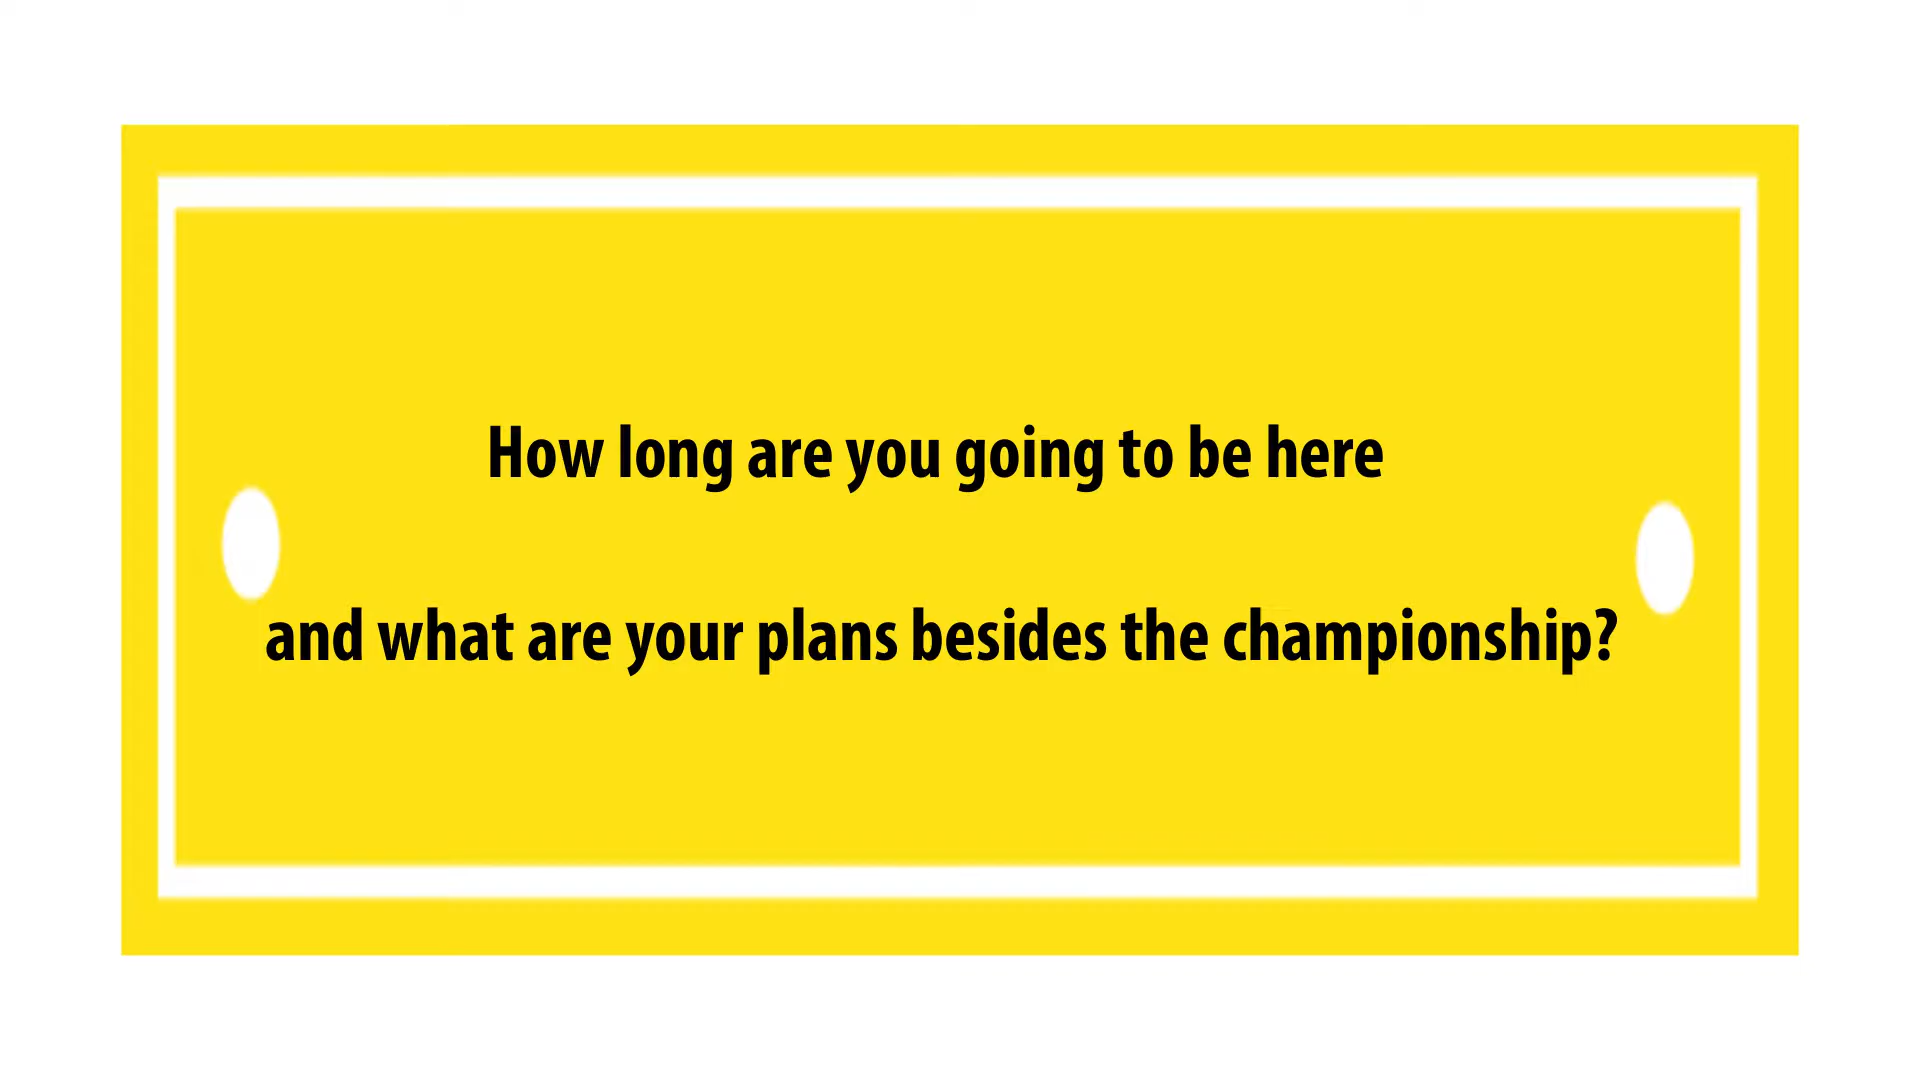 How long are you going to be here
and what are your plans besides the championship?